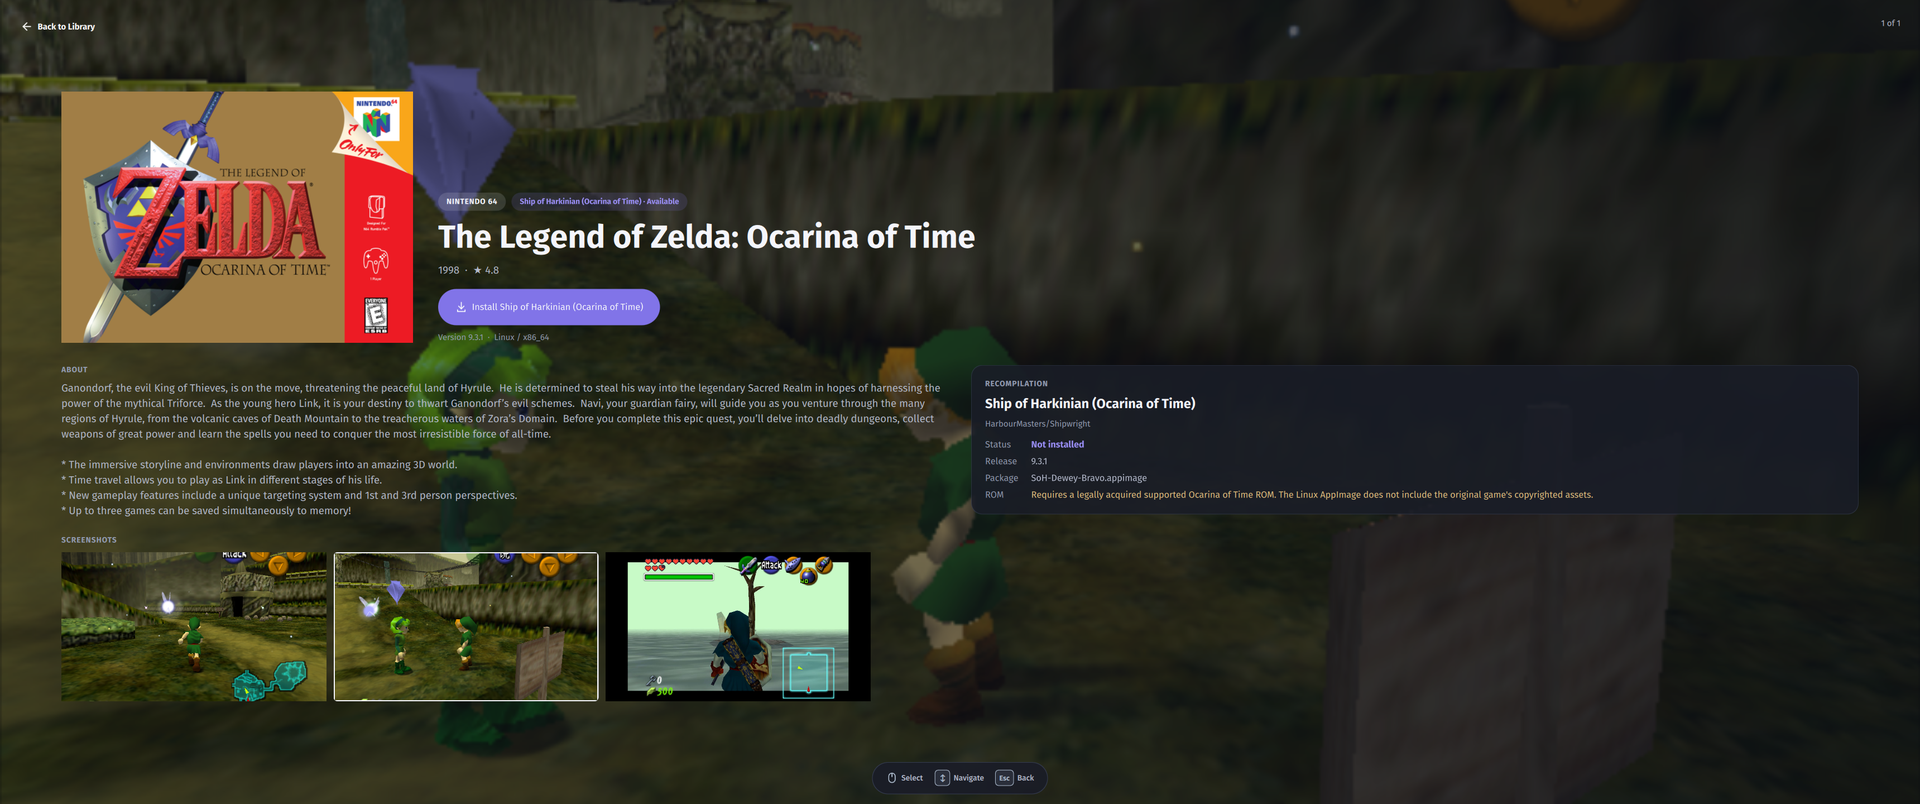 Back to Library
1 of 1
NINTENDO 64
Only For
THE LEGEND OF
ZELDA
OCARINA OF TIME
EVERYONE
E
ESRB
NINTENDO 64
Ship of Harkinian (Ocarina of Time) · Available
The Legend of Zelda: Ocarina of Time
1998 · ★ 4.8
Install Ship of Harkinian (Ocarina of Time)
Version 9.3.1 · Linux / x86_64
ABOUT
Ganondorf, the evil King of Thieves, is on the move, threatening the peaceful land of Hyrule.  He is determined to steal his way into the legendary Sacred Realm in hopes of harnessing the
power of the mythical Triforce.  As the young hero Link, it is your destiny to thwart Ganondorf's evil schemes.  Navi, your guardian fairy, will guide you as you venture through the many
regions of Hyrule, from the volcanic caves of Death Mountain to the treacherous waters of Zora's Domain.  Before you complete this epic quest, you'll delve into deadly dungeons, collect
weapons of great power and learn the spells you need to conquer the most irresistible force of all-time.
* The immersive storyline and environments draw players into an amazing 3D world.
* Time travel allows you to play as Link in different stages of his life.
* New gameplay features include a unique targeting system and 1st and 3rd person perspectives.
* Up to three games can be saved simultaneously to memory!
RECOMPILATION
Ship of Harkinian (Ocarina of Time)
HarbourMasters/Shipwright
Status Not installed
Release 9.3.1
Package SoH-Dewey-Bravo.appimage
ROM Requires a legally acquired supported Ocarina of Time ROM. The Linux AppImage does not include the original game's copyrighted assets.
SCREENSHOTS
Attack
Attack
0
500
Select
Navigate
Esc Back